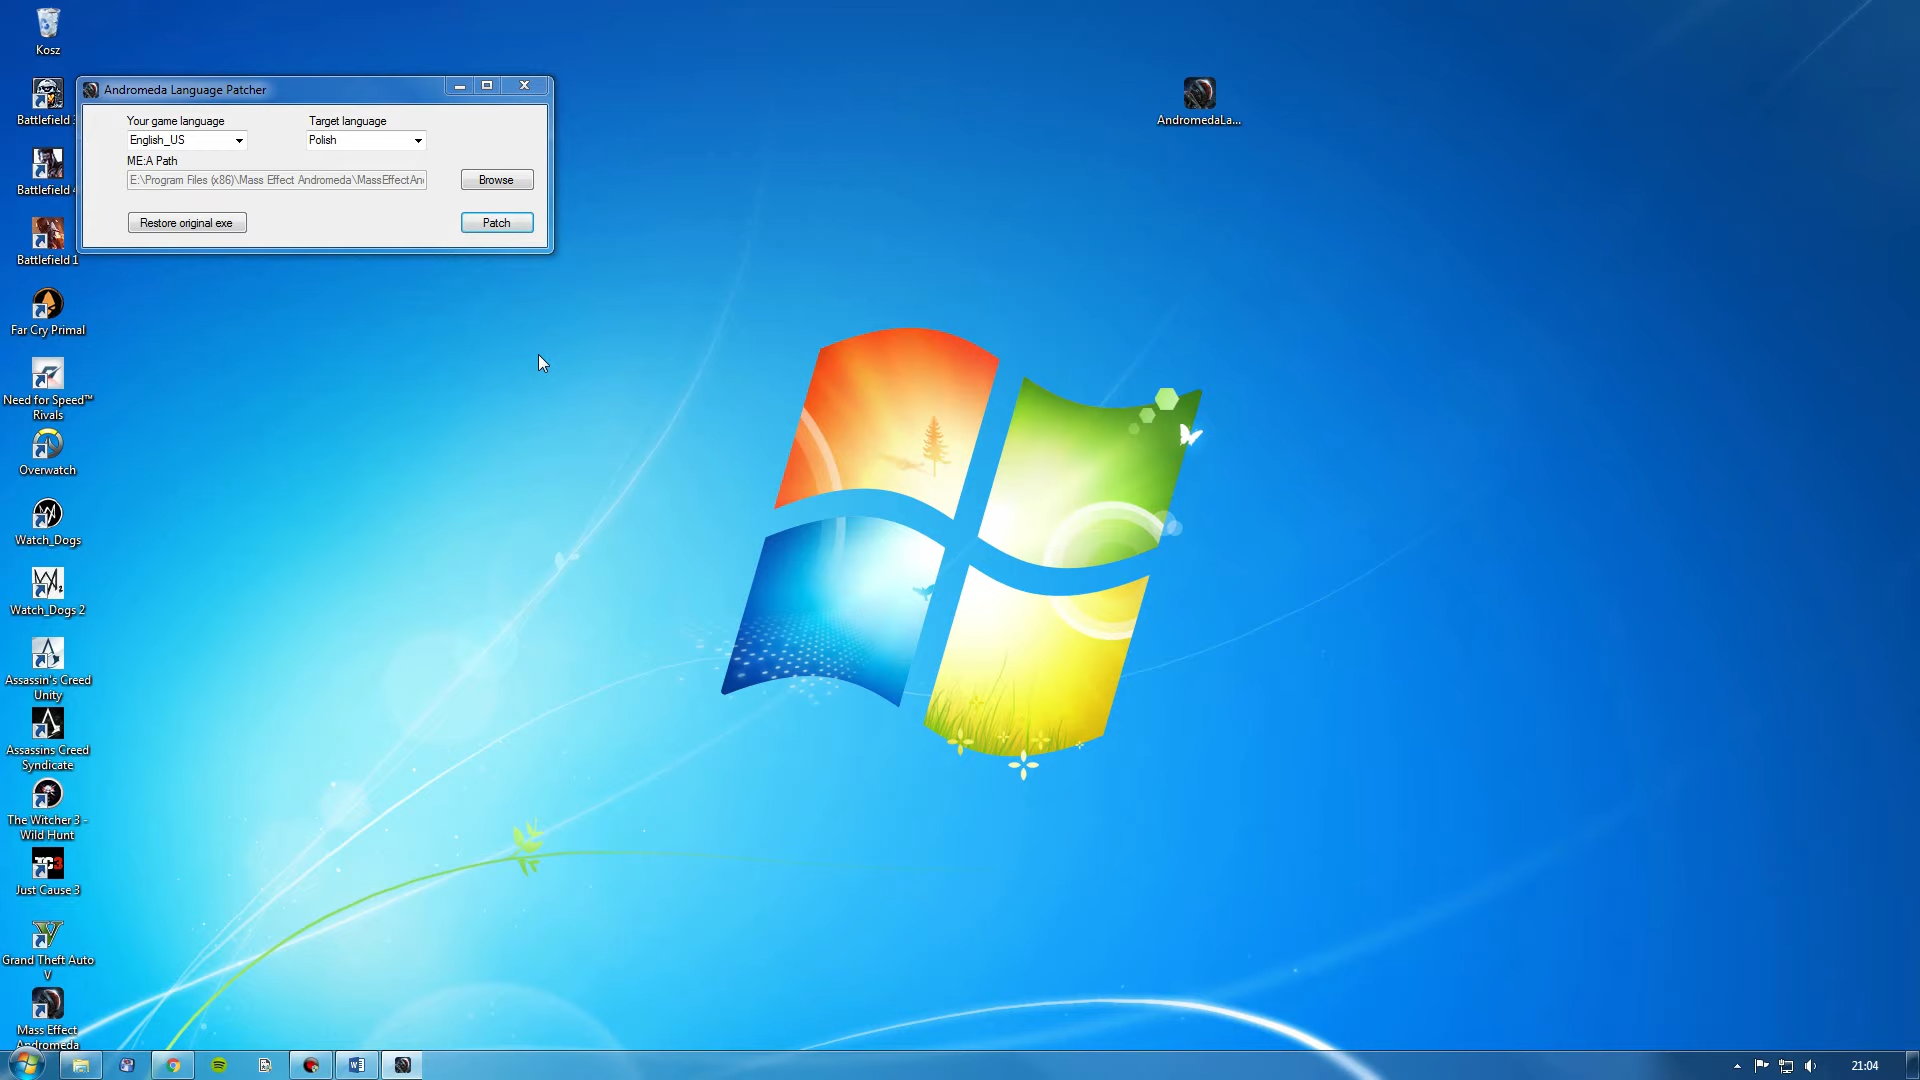 Kosz
Andromeda Language Patcher
Your game language
Target language
English_US
Polish
ME:A Path
E:\Program Files (x86)\Mass Effect Andromeda\MassEffectAn
Browse
Restore original exe
Patch
AndromedaLa...
Battlefield
Battlefield
Battlefield 1
Far Cry Primal
Need for Speed™
Rivals
Overwatch
Watch_Dogs
Watch_Dogs 2
Assassin's Creed
Unity
Assassins Creed
Syndicate
The Witcher 3 -
Wild Hunt
Just Cause 3
Grand Theft Auto
V
Mass Effect
Andromeda
21:04